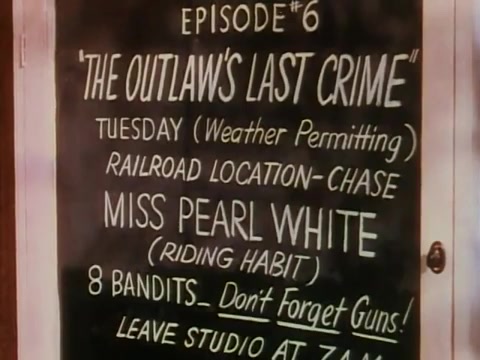 EPISODE #6
"THE OUTLAW'S LAST CRIME"
TUESDAY (Weather Permitting)
RAILROAD LOCATION-CHASE
MISS PEARL WHITE
(RIDING HABIT)
8 BANDITS_ Don't Forget Guns!
LEAVE STUDIO AT 7 A.M.